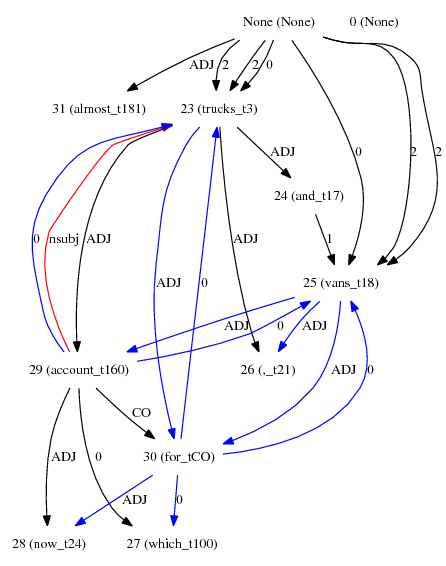 None (None) 0 (None)
ADJ 2 2 0
31 (almost_t181) 23 (trucks_t3)
ADJ 0 2 2
24 (and_t17)
0 nsubj ADJ ADJ 1
ADJ 0 25 (vans_t18)
ADJ 0 ADJ
29 (account_t160) 26 (,_t21) ADJ 0
CO
30 (for_tCO)
ADJ 0
ADJ 0
28 (now_t24) 27 (which_t100)